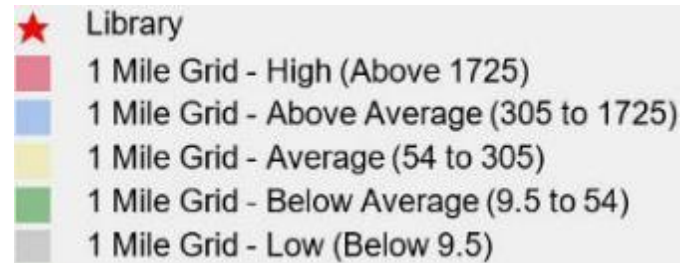 Library
1 Mile Grid - High (Above 1725)
1 Mile Grid - Above Average (305 to 1725)
1 Mile Grid - Average (54 to 305)
1 Mile Grid - Below Average (9.5 to 54)
1 Mile Grid - Low (Below 9.5)